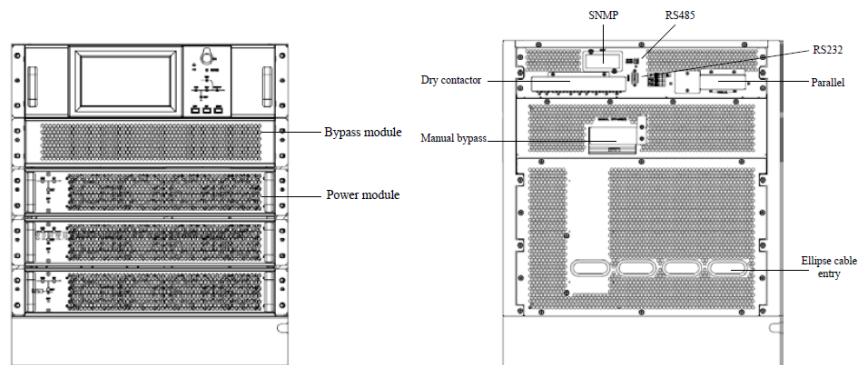 SNMP
RS485
RS232
Dry contactor
Parallel
Bypass module
Manual bypass
Power module
Ellipse cable
entry